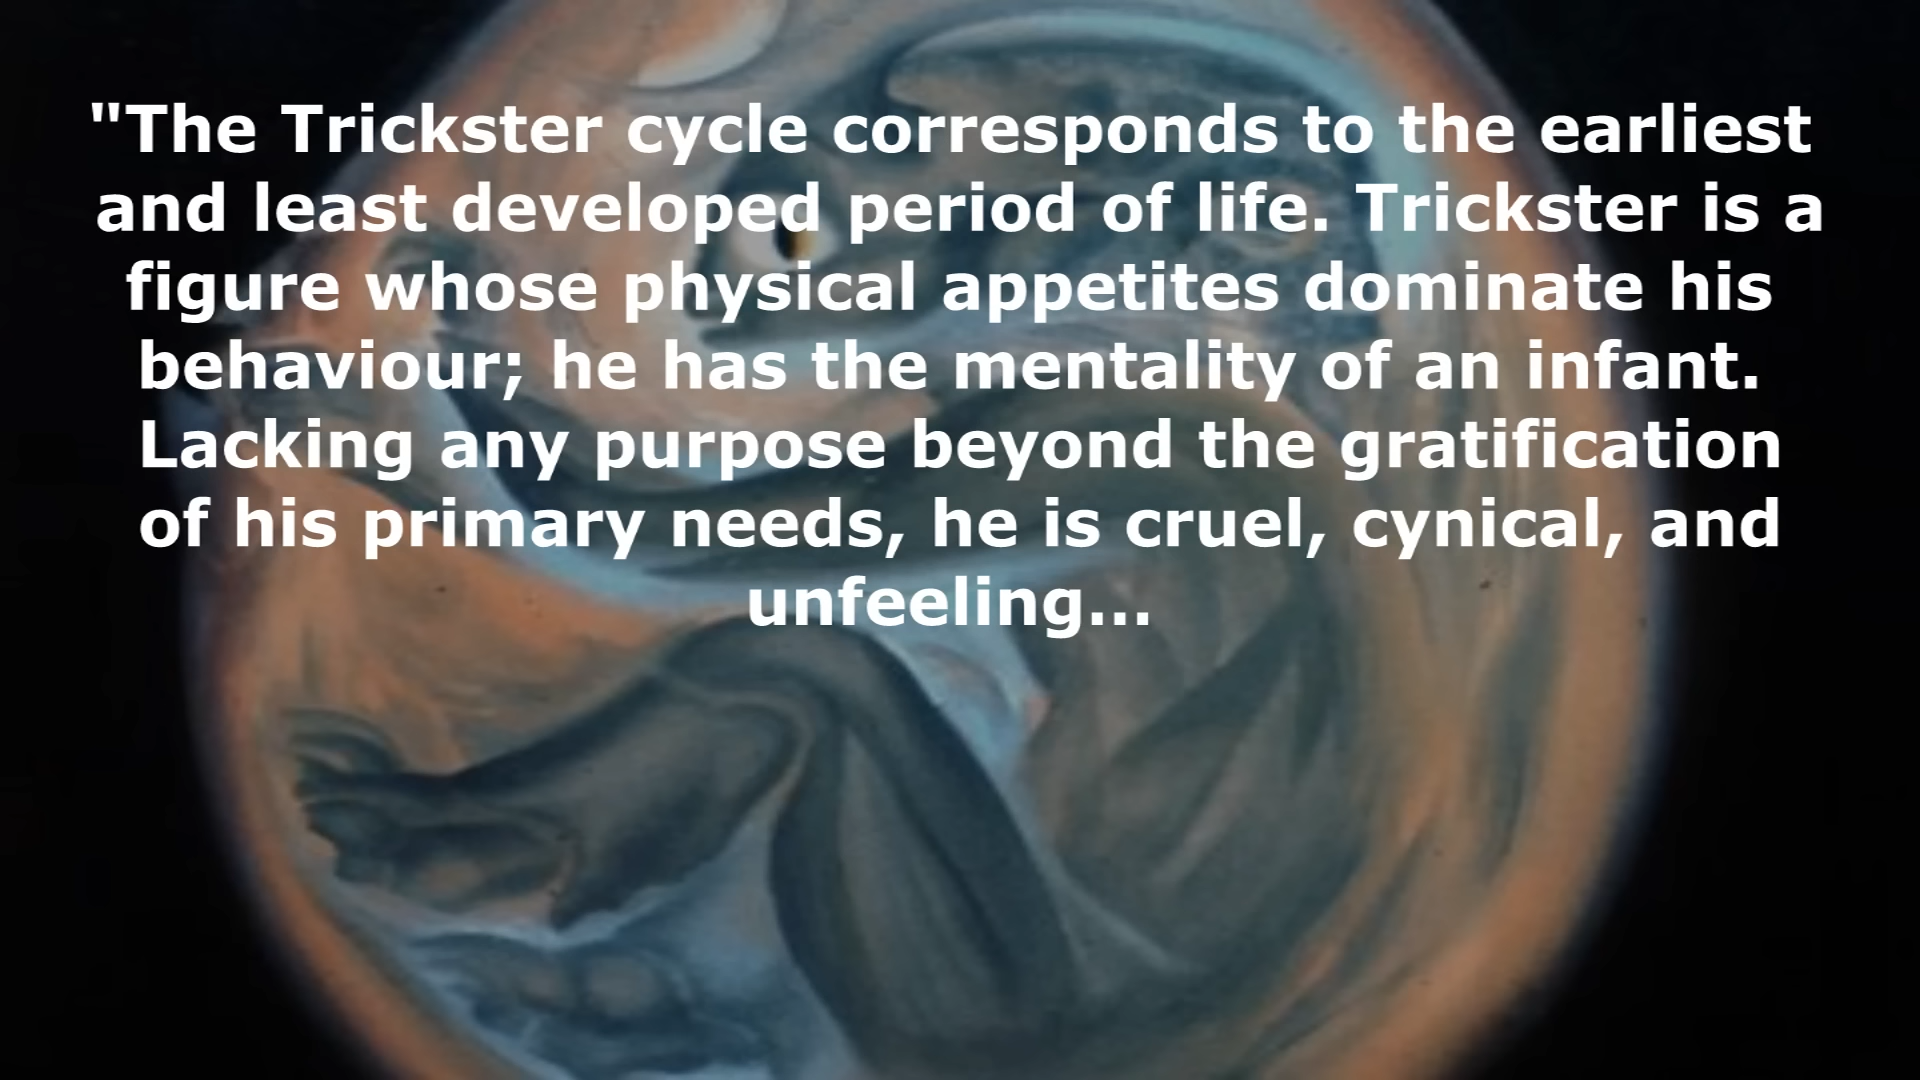 "The Trickster cycle corresponds to the earliest
and least developed period of life. Trickster is a
figure whose physical appetites dominate his
behaviour; he has the mentality of an infant.
Lacking any purpose beyond the gratification
of his primary needs, he is cruel, cynical, and
unfeeling...